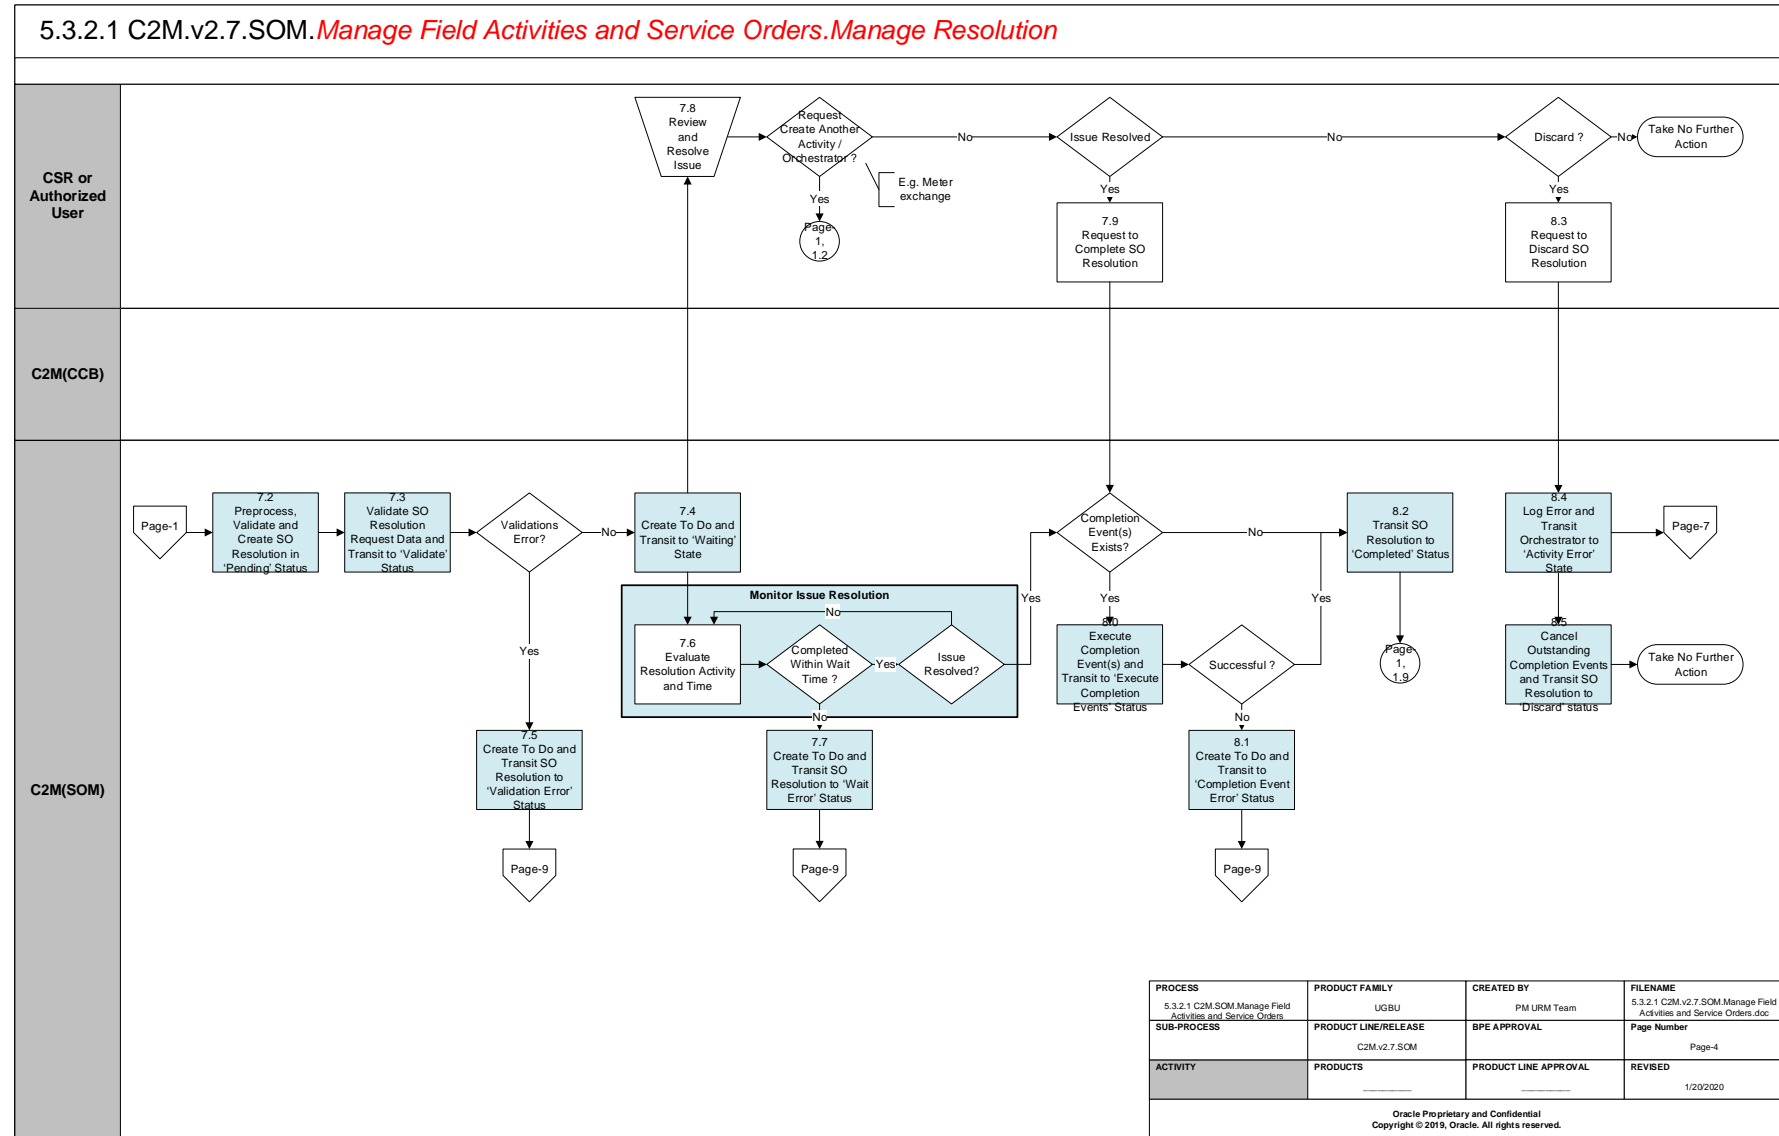 5.3.2.1 C2M.v2.7.SOM.Manage Field Activities and Service Orders.Manage Resolution
CSR or
Authorized
User
7.8
Review
and
Resolve
Issue
Request
Create Another
Activity /
Orchestrator ?
No
Issue Resolved
No
Discard ?
No
Take No Further
Action
E.g. Meter
exchange
Yes
Page-
1,
1.2
Yes
7.9
Request to
Complete SO
Resolution
Yes
8.3
Request to
Discard SO
Resolution
C2M(CCB)
C2M(SOM)
Page-1
7.2
Preprocess,
Validate and
Create SO
Resolution in
'Pending' Status
7.3
Validate SO
Resolution
Request Data and
Transit to 'Validate'
Status
Validations
Error?
No
7.4
Create To Do and
Transit to 'Waiting'
State
Completion
Event(s)
Exists?
No
8.2
Transit SO
Resolution to
'Completed' Status
8.4
Log Error and
Transit
Orchestrator to
'Activity Error'
State
Page-7
Monitor Issue Resolution
No
7.6
Evaluate
Resolution Activity
and Time
Completed
Within Wait
Time ?
Yes
Issue
Resolved?
Yes
Yes
8.0
Execute
Completion
Event(s) and
Transit to 'Execute
Completion
Events' Status
Successful ?
Yes
Page-
1,
1.9
8.5
Cancel
Outstanding
Completion Events
and Transit SO
Resolution to
'Discard' status
Take No Further
Action
Yes
No
No
7.5
Create To Do and
Transit SO
Resolution to
'Validation Error'
Status
7.7
Create To Do and
Transit SO
Resolution to 'Wait
Error' Status
8.1
Create To Do and
Transit to
'Completion Event
Error' Status
Page-9
Page-9
Page-9
PROCESS
5.3.2.1 C2M.SOM.Manage Field
Activities and Service Orders
PRODUCT FAMILY
UGBU
CREATED BY
PM URM Team
FILENAME
5.3.2.1 C2M.v2.7.SOM.Manage Field
Activities and Service Orders.doc
SUB-PROCESS
PRODUCT LINE/RELEASE
C2M.v2.7.SOM
BPE APPROVAL
Page Number
Page-4
ACTIVITY
PRODUCTS
PRODUCT LINE APPROVAL
REVISED
1/20/2020
Oracle Proprietary and Confidential
Copyright © 2019, Oracle. All rights reserved.